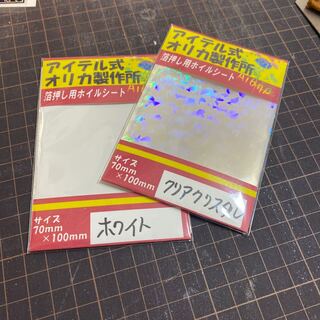 アイテル式
オリカ製作所
箔押し用ホイルシート
サイズ
70mm
×100mm
ホワイト
アイテル式
オリカ製作所
箔押し用ホイルシート
サイズ
70mm
×100mm
クリアクリスタル